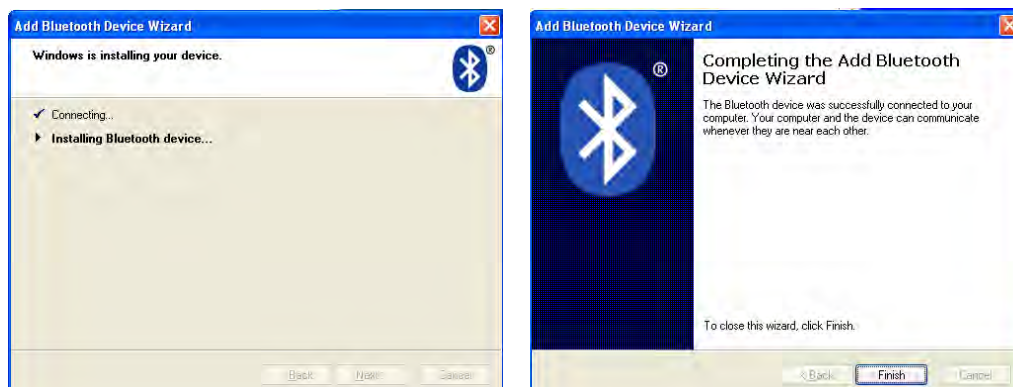 Add Bluetooth Device Wizard
Windows is installing your device.
®
Connecting...
Installing Bluetooth device...
Back Next Cancel
Add Bluetooth Device Wizard
®
Completing the Add Bluetooth
Device Wizard
The Bluetooth device was successfully connected to your
computer. Your computer and the device can communicate
whenever they are near each other.
To close this wizard, click Finish.
< Back Finish Cancel